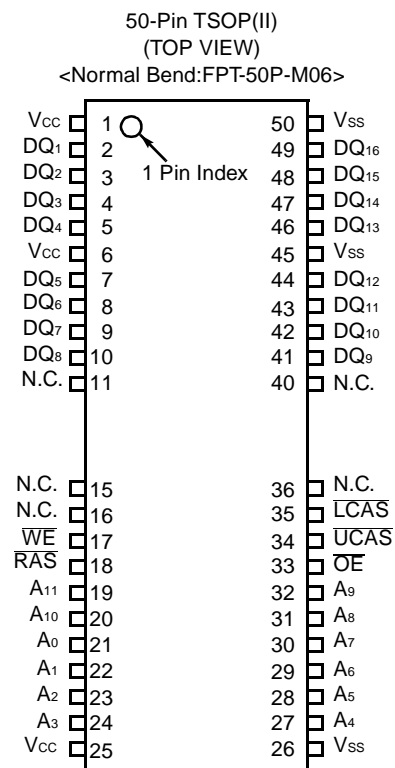 50-Pin TSOP(II)
(TOP VIEW)
<Normal Bend:FPT-50P-M06>
VCC 1 50 VSS
DQ1 2 49 DQ16
DQ2 3 1 Pin Index 48 DQ15
DQ3 4 47 DQ14
DQ4 5 46 DQ13
VCC 6 45 VSS
DQ5 7 44 DQ12
DQ6 8 43 DQ11
DQ7 9 42 DQ10
DQ8 10 41 DQ9
N.C. 11 40 N.C.
N.C. 15 36 N.C.
N.C. 16 35 LCAS
WE 17 34 UCAS
RAS 18 33 OE
A11 19 32 A9
A10 20 31 A8
A0 21 30 A7
A1 22 29 A6
A2 23 28 A5
A3 24 27 A4
VCC 25 26 VSS